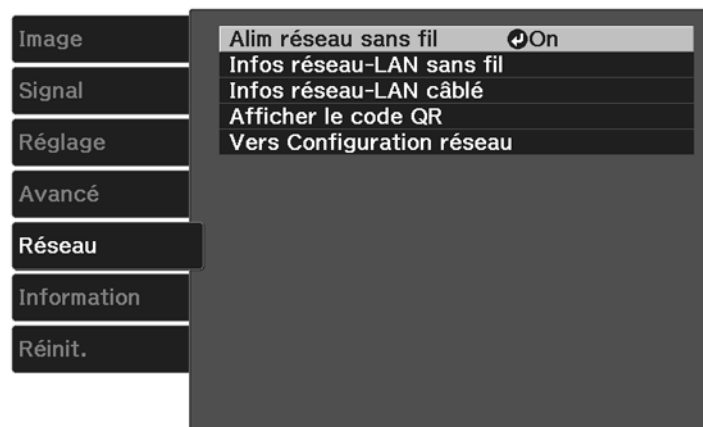 Image
Signal
Réglage
Avancé
Réseau
Information
Réinit.
Alim réseau sans fil On
Infos réseau-LAN sans fil
Infos réseau-LAN câblé
Afficher le code QR
Vers Configuration réseau